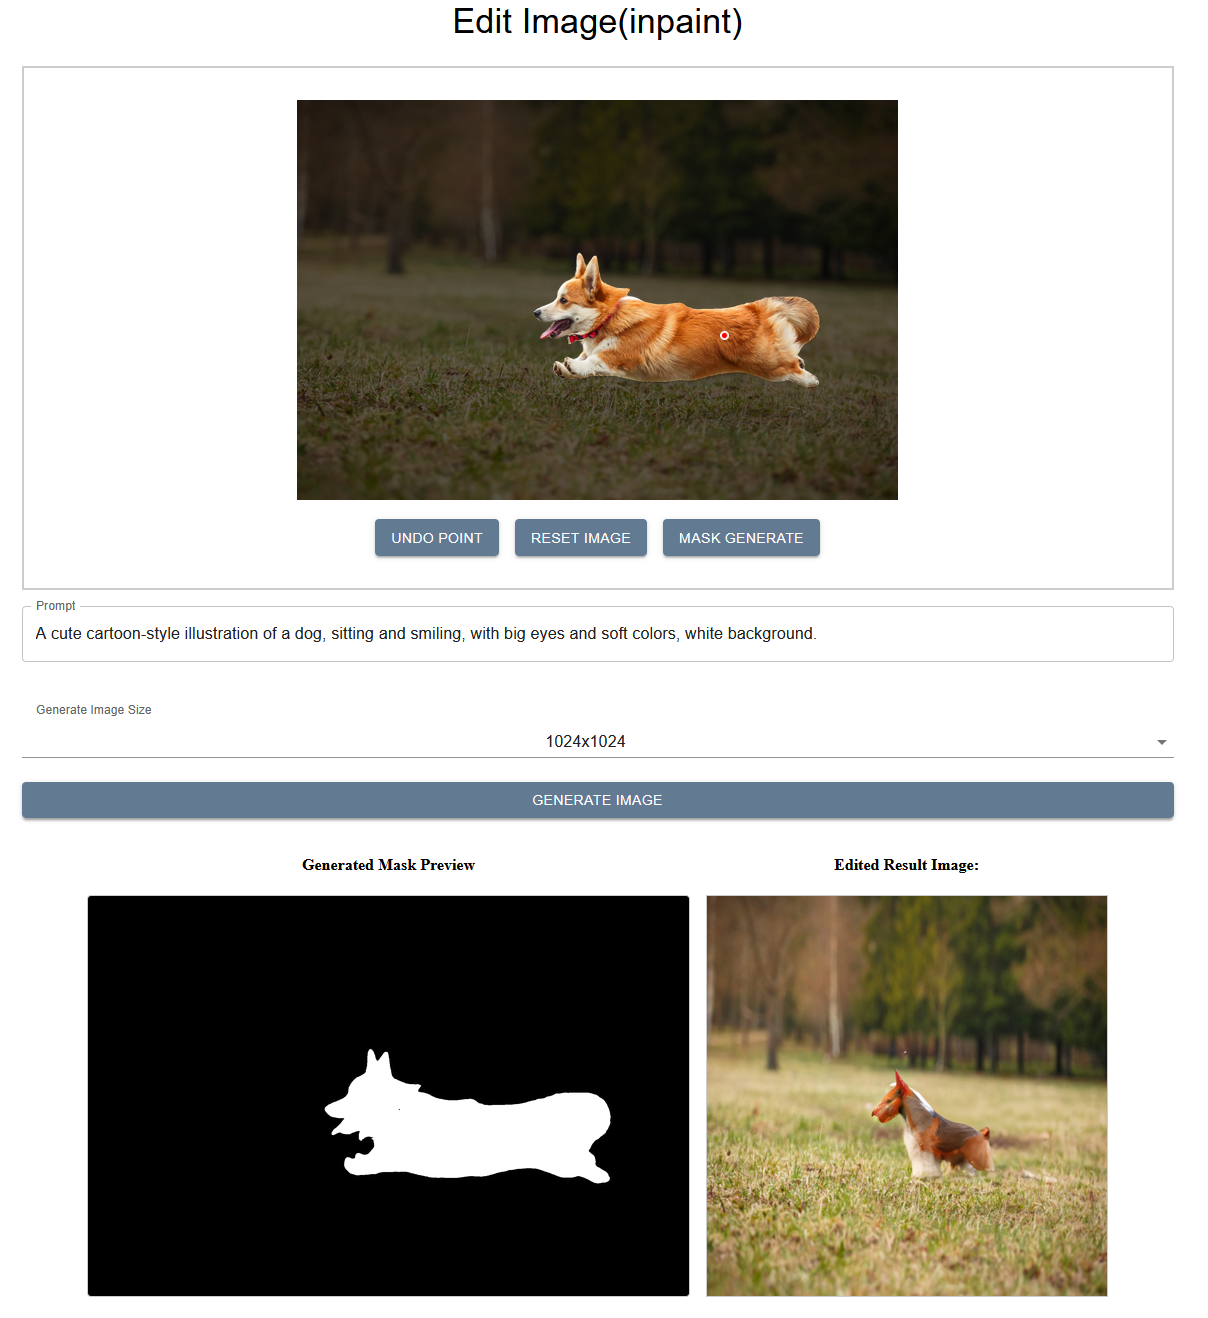 Edit Image(inpaint)
UNDO POINT
RESET IMAGE
MASK GENERATE
Prompt
A cute cartoon-style illustration of a dog, sitting and smiling, with big eyes and soft colors, white background.
Generate Image Size
1024x1024
GENERATE IMAGE
Generated Mask Preview
Edited Result Image: